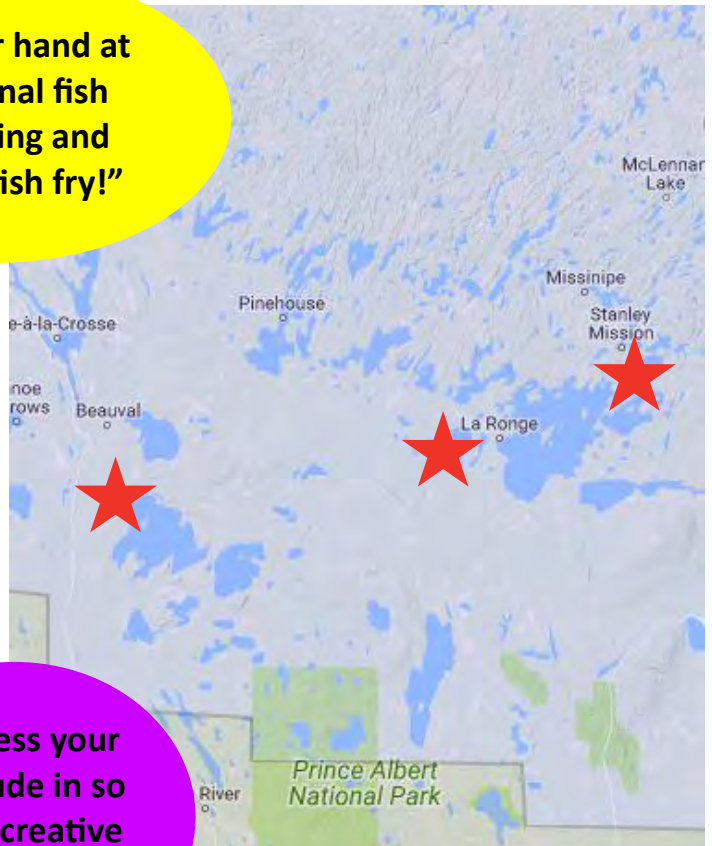 r hand at
nal fish
ing and
ish fry!”
McLennan
Lake
Missinipe
Pinehouse
Stanley
Mission
e-à-la-Crosse
noe
rows
Beauval
La Ronge
ess your
ude in so
creative
River
Prince Albert
National Park